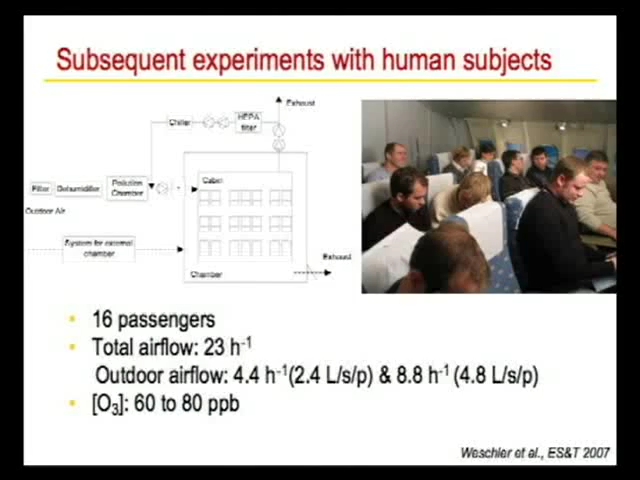 Subsequent experiments with human subjects
Exhaust
Chiller
HEPA
filter
Filter
Dehumidifier
Pollution
Chamber
Cabin
Outdoor Air
System for external
chamber
Exhaust
Chamber
• 16 passengers
• Total airflow: 23 h⁻¹
Outdoor airflow: 4.4 h⁻¹(2.4 L/s/p) & 8.8 h⁻¹ (4.8 L/s/p)
• [O₃]: 60 to 80 ppb
Weschler et al., ES&T 2007